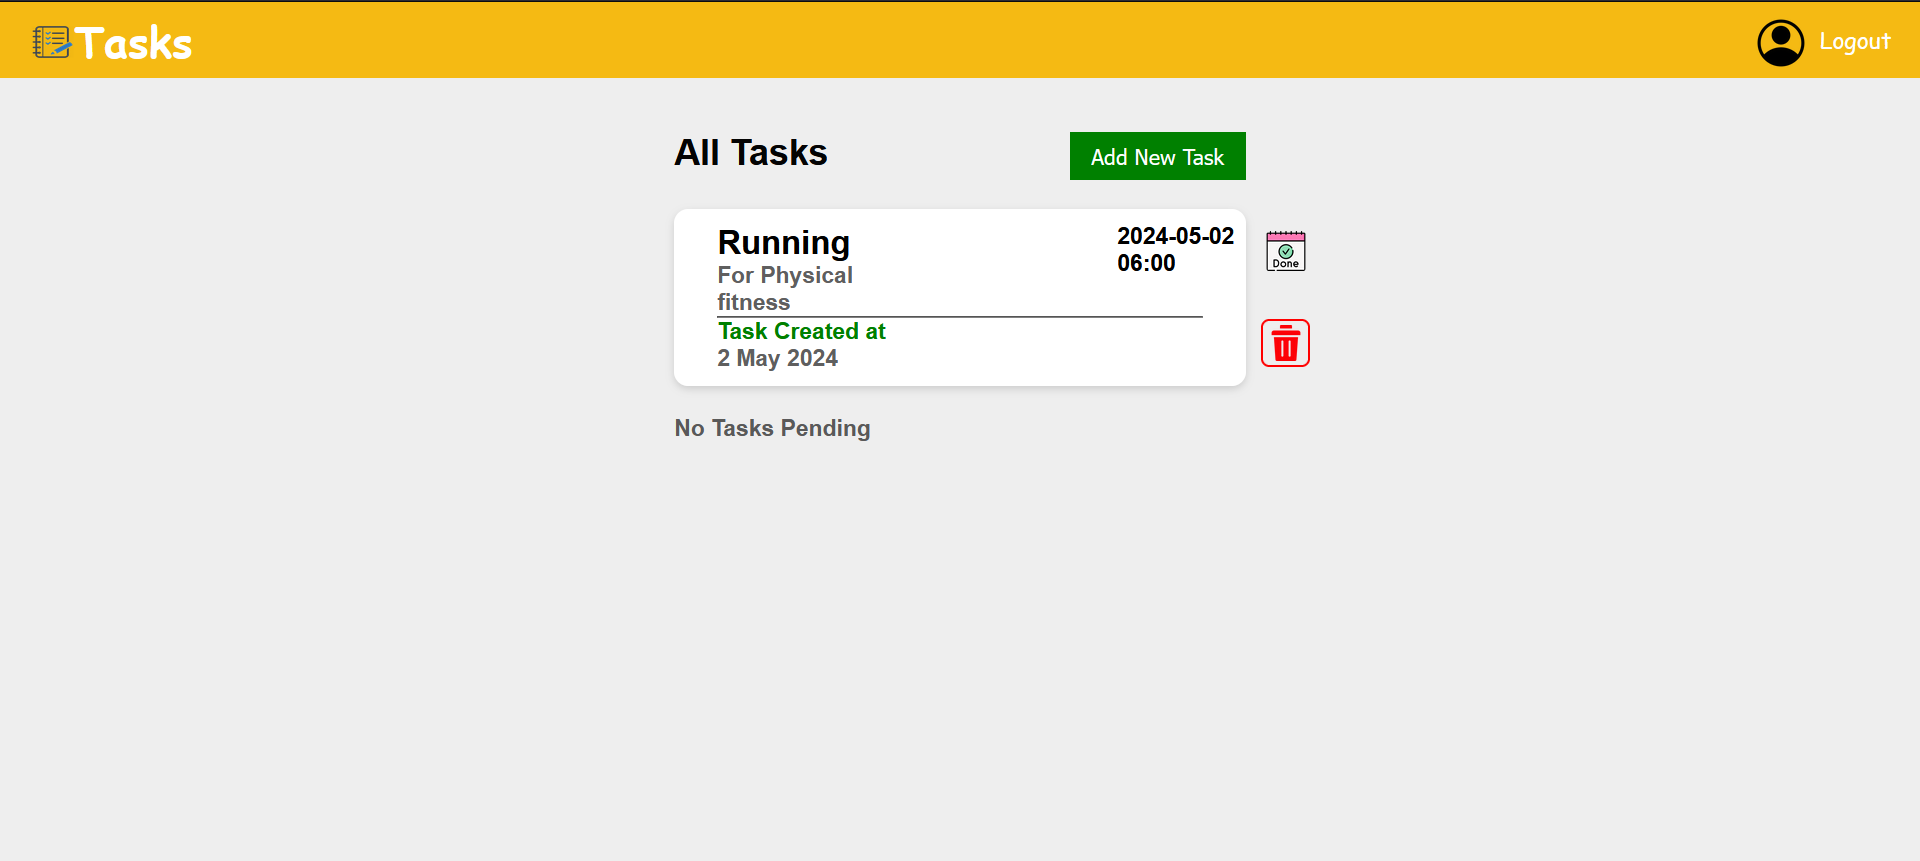 Tasks
Logout
All Tasks
Add New Task
Running
2024-05-02
06:00
For Physical
fitness
Done
Task Created at
2 May 2024
No Tasks Pending